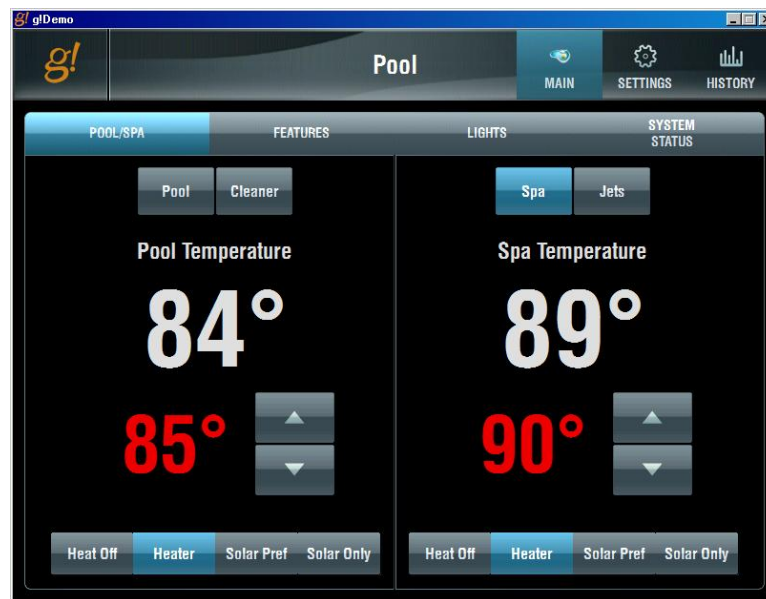 g! g!Demo
g!
Pool
MAIN
SETTINGS
HISTORY
POOL/SPA
FEATURES
LIGHTS
SYSTEM
STATUS
Pool
Cleaner
Spa
Jets
Pool Temperature
Spa Temperature
84°
89°
85°
90°
Heat Off
Heater
Solar Pref
Solar Only
Heat Off
Heater
Solar Pref
Solar Only